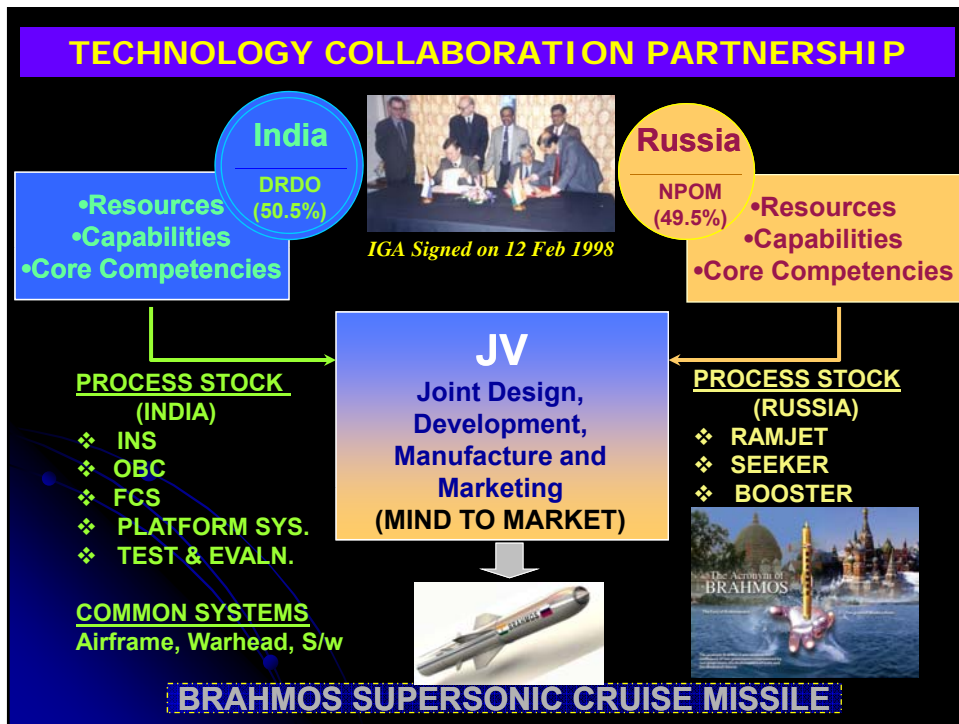 TECHNOLOGY COLLABORATION PARTNERSHIP
India
DRDO
(50.5%)
•Resources
•Capabilities
•Core Competencies
IGA Signed on 12 Feb 1998
Russia
NPOM
(49.5%)
•Resources
•Capabilities
•Core Competencies
JV
Joint Design,
Development,
Manufacture and
Marketing
(MIND TO MARKET)
PROCESS STOCK
(INDIA)
❖ INS
❖ OBC
❖ FCS
❖ PLATFORM SYS.
❖ TEST & EVALN.
COMMON SYSTEMS
Airframe, Warhead, S/w
PROCESS STOCK
(RUSSIA)
❖ RAMJET
❖ SEEKER
❖ BOOSTER
The Acronym of
BRAHMOS
BRAHMOS
BRAHMOS SUPERSONIC CRUISE MISSILE